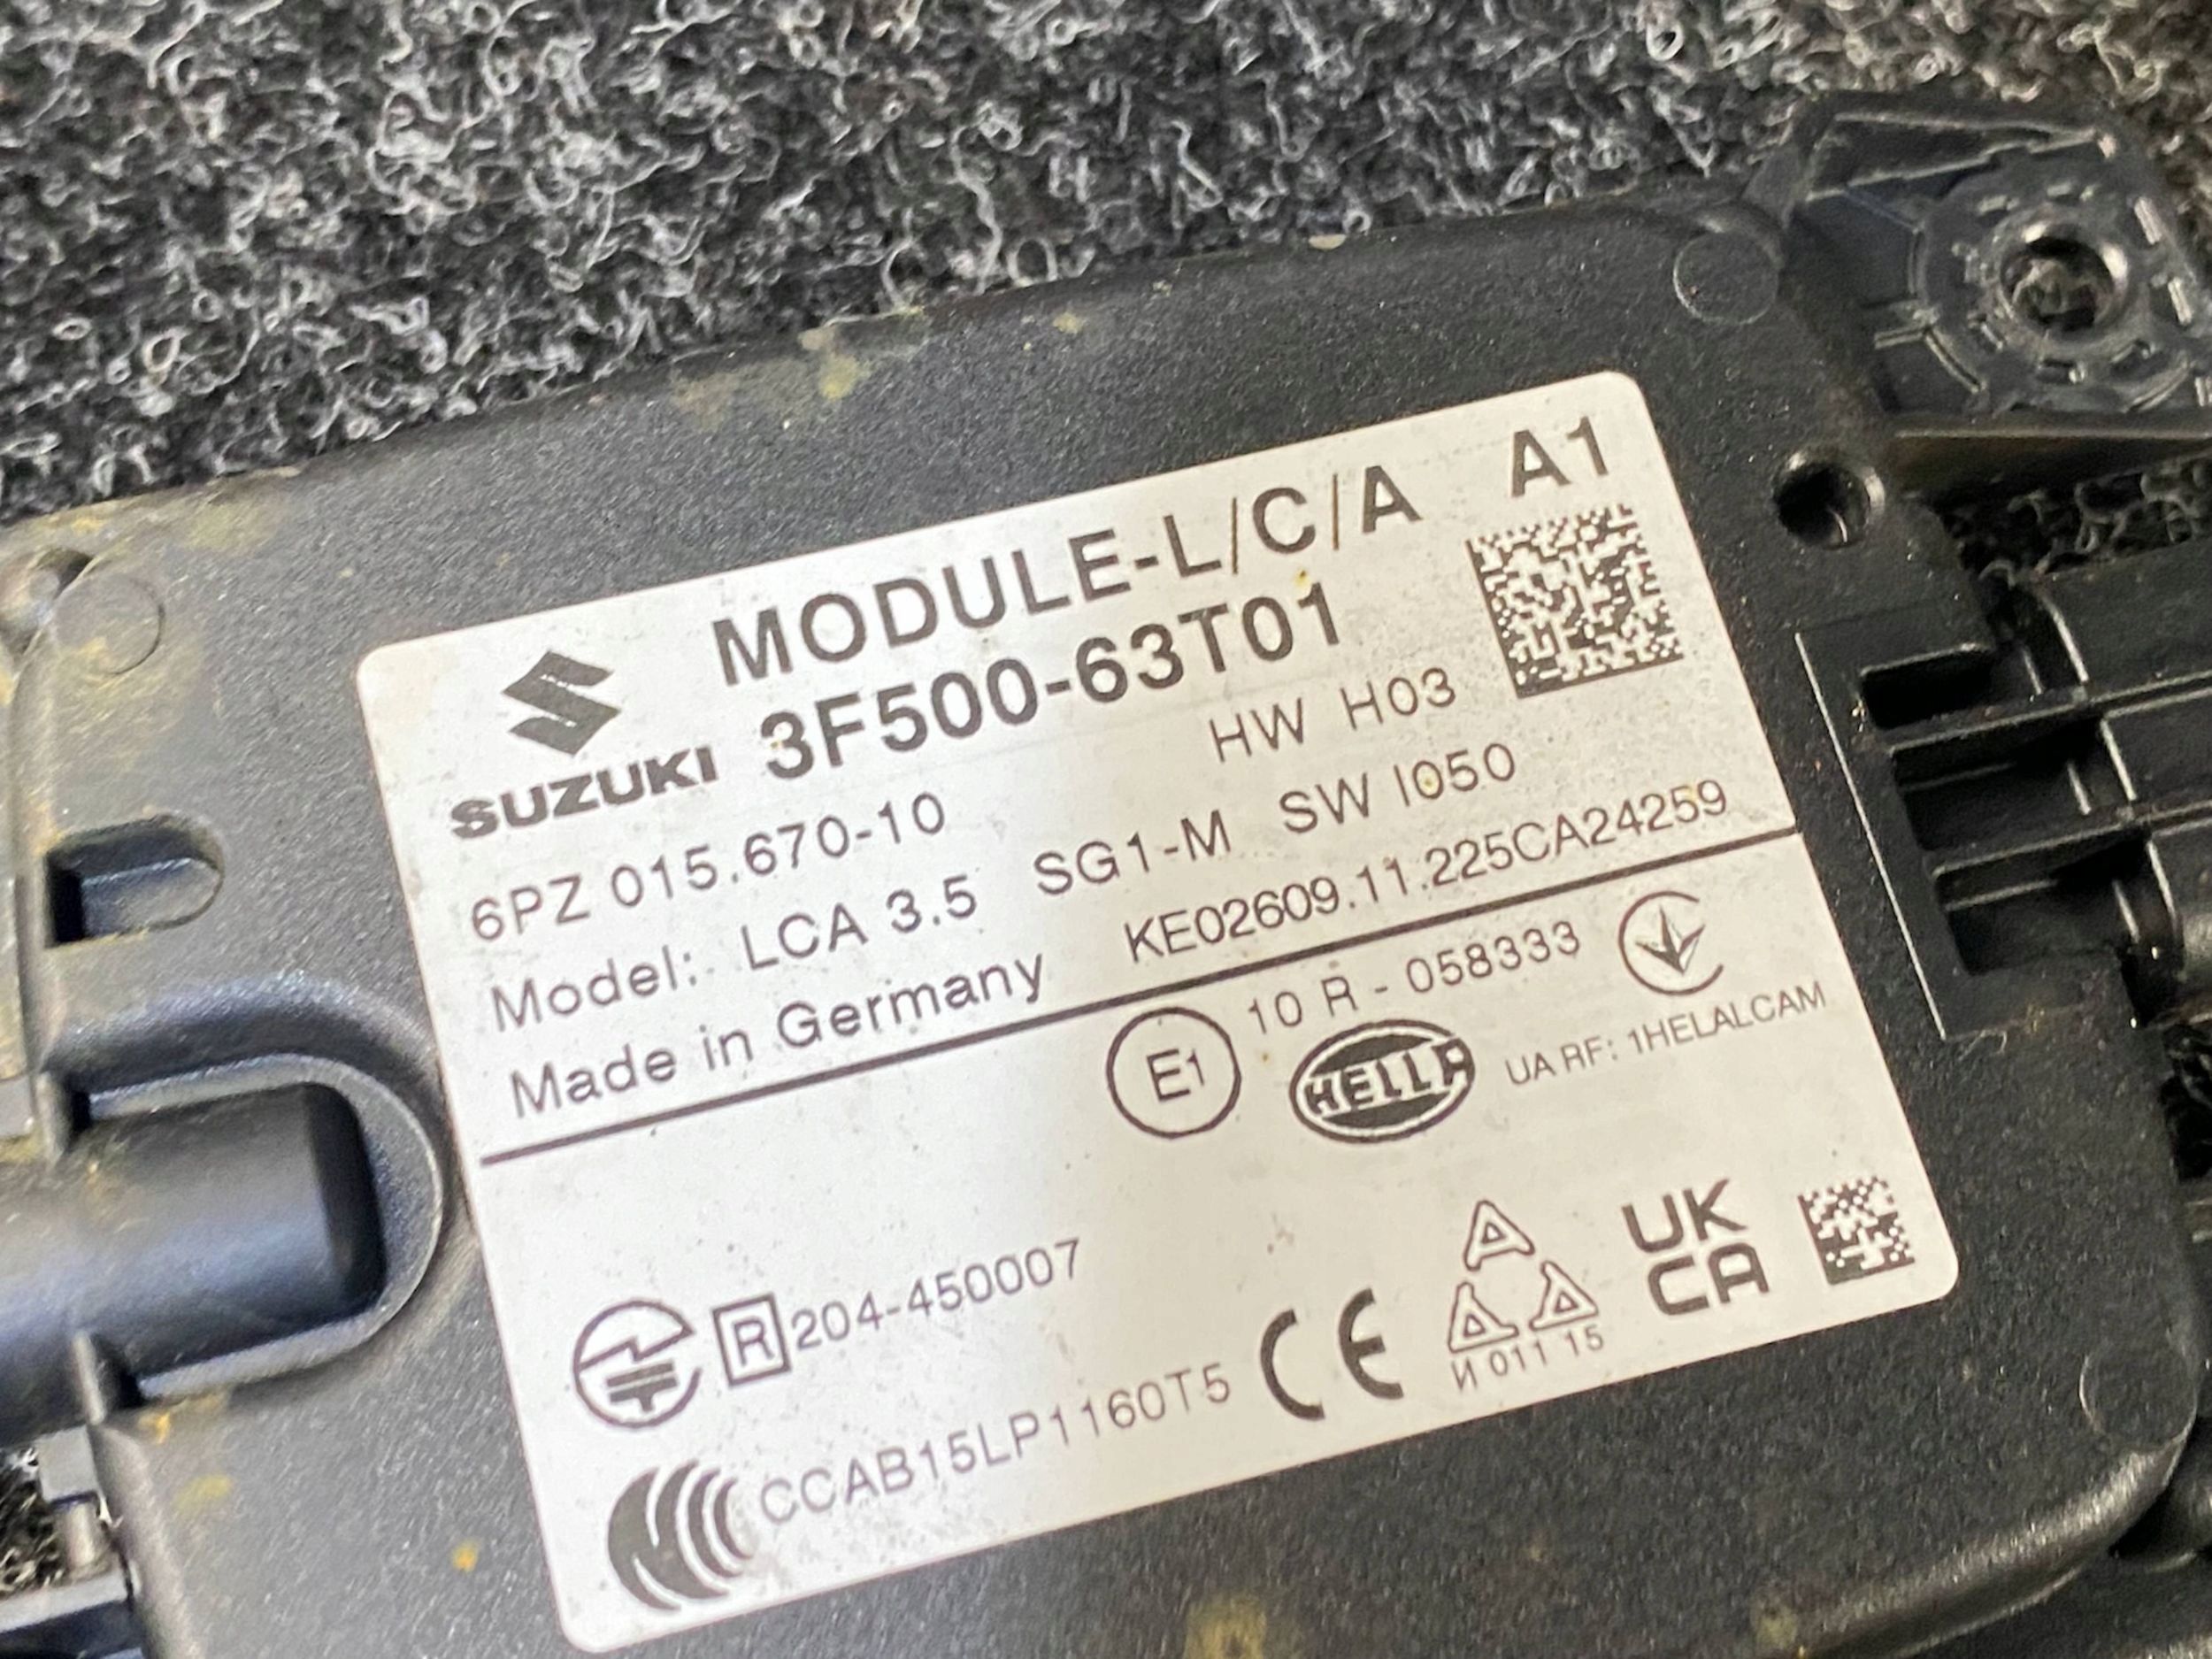 MODULE-L/C/A A1
SUZUKI 3F500-63T01
HW H03
6PZ 015.670-10
Model: LCA 3.5 SG1-M SW I050
Made in Germany KE02609.11.225CA24259
E1 10 R - 058333
HELLA UA RF: 1HELALCAM
R 204-450007
CCAB15LP1160T5 CE
И 011 15
UK
CA